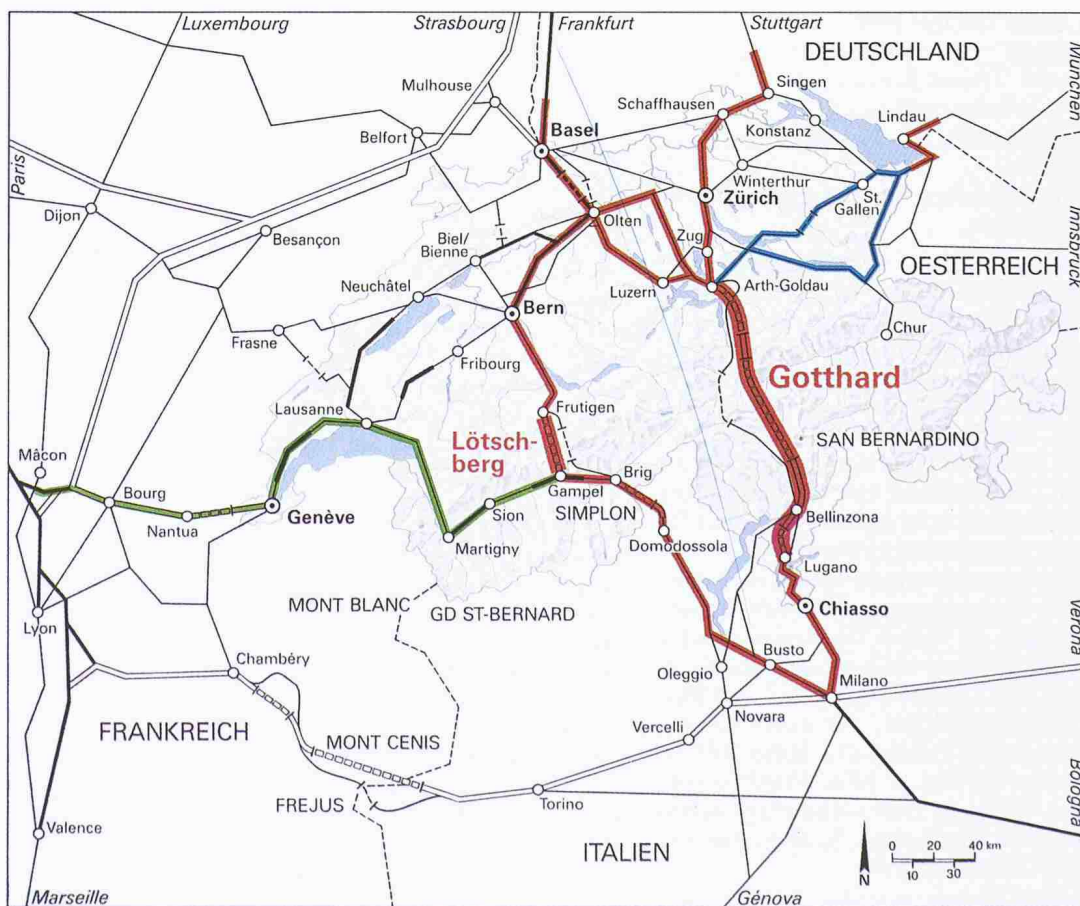 Luxembourg
Strasbourg
Frankfurt
Stuttgart
DEUTSCHLAND
München
Mulhouse
Singen
Schaffhausen
Konstanz
Lindau
Belfort
Basel
Paris
Winterthur
Zürich
St.
Gallen
Dijon
Olten
Besançon
Biel/
Bienne
Zug
Innsbruck
OESTERREICH
Neuchâtel
Luzern
Arth-Goldau
Bern
Frasne
Fribourg
Chur
Gotthard
Lausanne
Frutigen
Lötsch-
berg
SAN BERNARDINO
Mâcon
Brig
Bourg
Gampel
Genève
Sion
SIMPLON
Bellinzona
Nantua
Martigny
Domodossola
Lugano
MONT BLANC
GD ST-BERNARD
Chiasso
Lyon
Verona
Chambéry
Busto
Oleggio
Milano
FRANKREICH
Vercelli
Novara
MONT CENIS
Bologna
FREJUS
Torino
Valence
ITALIEN
0 20 40 km
10 30
N
Marseille
Génova